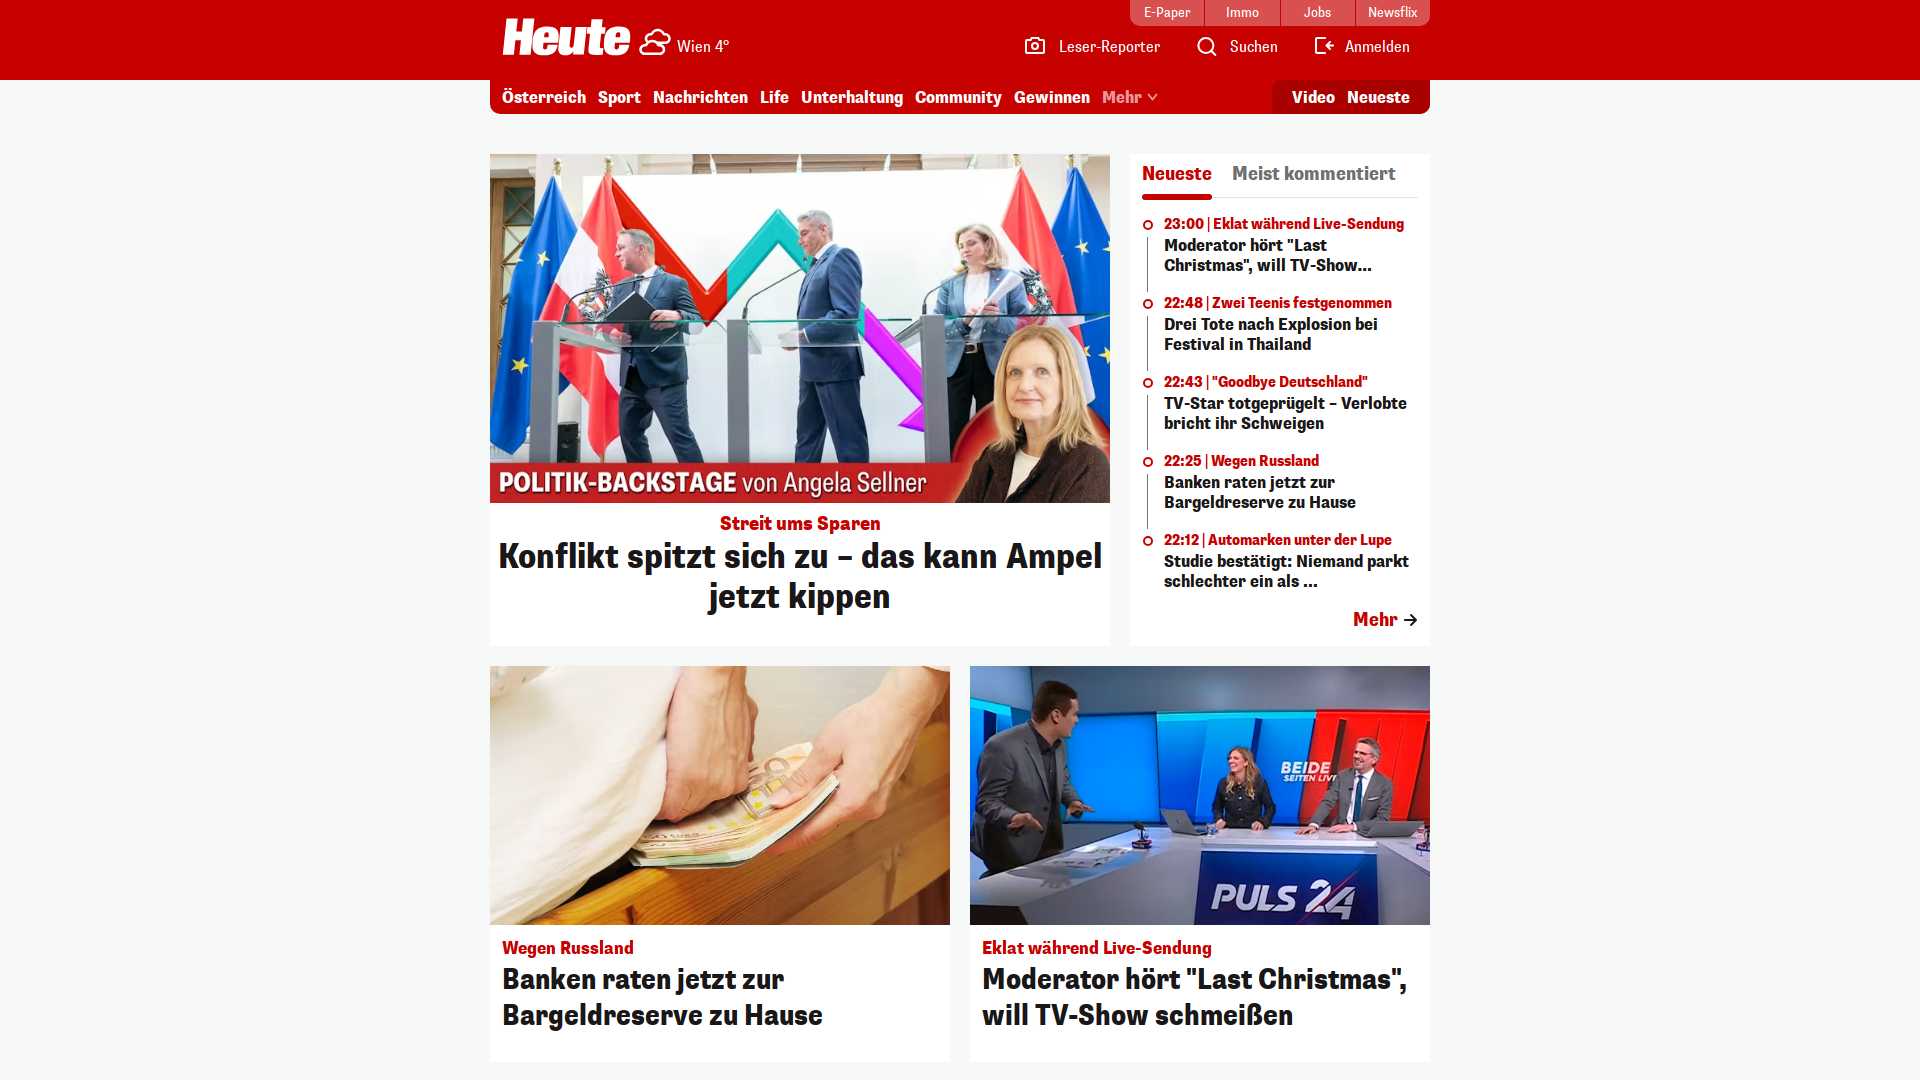 E-Paper
Immo
Jobs
Newsflix
Heute
Wien 4°
Leser-Reporter
Suchen
Anmelden
Österreich
Sport
Nachrichten
Life
Unterhaltung
Community
Gewinnen
Mehr
Video
Neueste
POLITIK-BACKSTAGE von Angela Sellner
Streit ums Sparen
Konflikt spitzt sich zu – das kann Ampel
jetzt kippen
Neueste
Meist kommentiert
23:00 | Eklat während Live-Sendung
Moderator hört "Last
Christmas", will TV-Show...
22:48 | Zwei Teenis festgenommen
Drei Tote nach Explosion bei
Festival in Thailand
22:43 | "Goodbye Deutschland"
TV-Star totgeprügelt – Verlobte
bricht ihr Schweigen
22:25 | Wegen Russland
Banken raten jetzt zur
Bargeldreserve zu Hause
22:12 | Automarken unter der Lupe
Studie bestätigt: Niemand parkt
schlechter ein als ...
Mehr
Wegen Russland
Banken raten jetzt zur
Bargeldreserve zu Hause
BEIDE
SEITEN LIVE
PULS 24
Eklat während Live-Sendung
Moderator hört "Last Christmas",
will TV-Show schmeißen